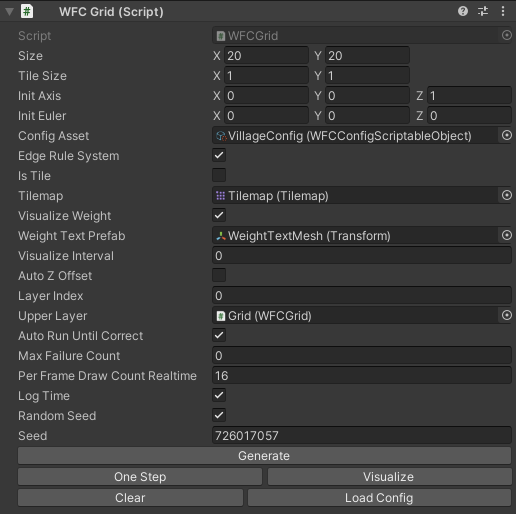 WFC Grid (Script)
Script WFCGrid
Size X 20 Y 20
Tile Size X 1 Y 1
Init Axis X 0 Y 0 Z 1
Init Euler X 0 Y 0 Z 0
Config Asset VillageConfig (WFCConfigScriptableObject)
Edge Rule System
Is Tile
Tilemap Tilemap (Tilemap)
Visualize Weight
Weight Text Prefab WeightTextMesh (Transform)
Visualize Interval 0
Auto Z Offset
Layer Index 0
Upper Layer Grid (WFCGrid)
Auto Run Until Correct
Max Failure Count 0
Per Frame Draw Count Realtime 16
Log Time
Random Seed
Seed 726017057
Generate
One Step Visualize
Clear Load Config